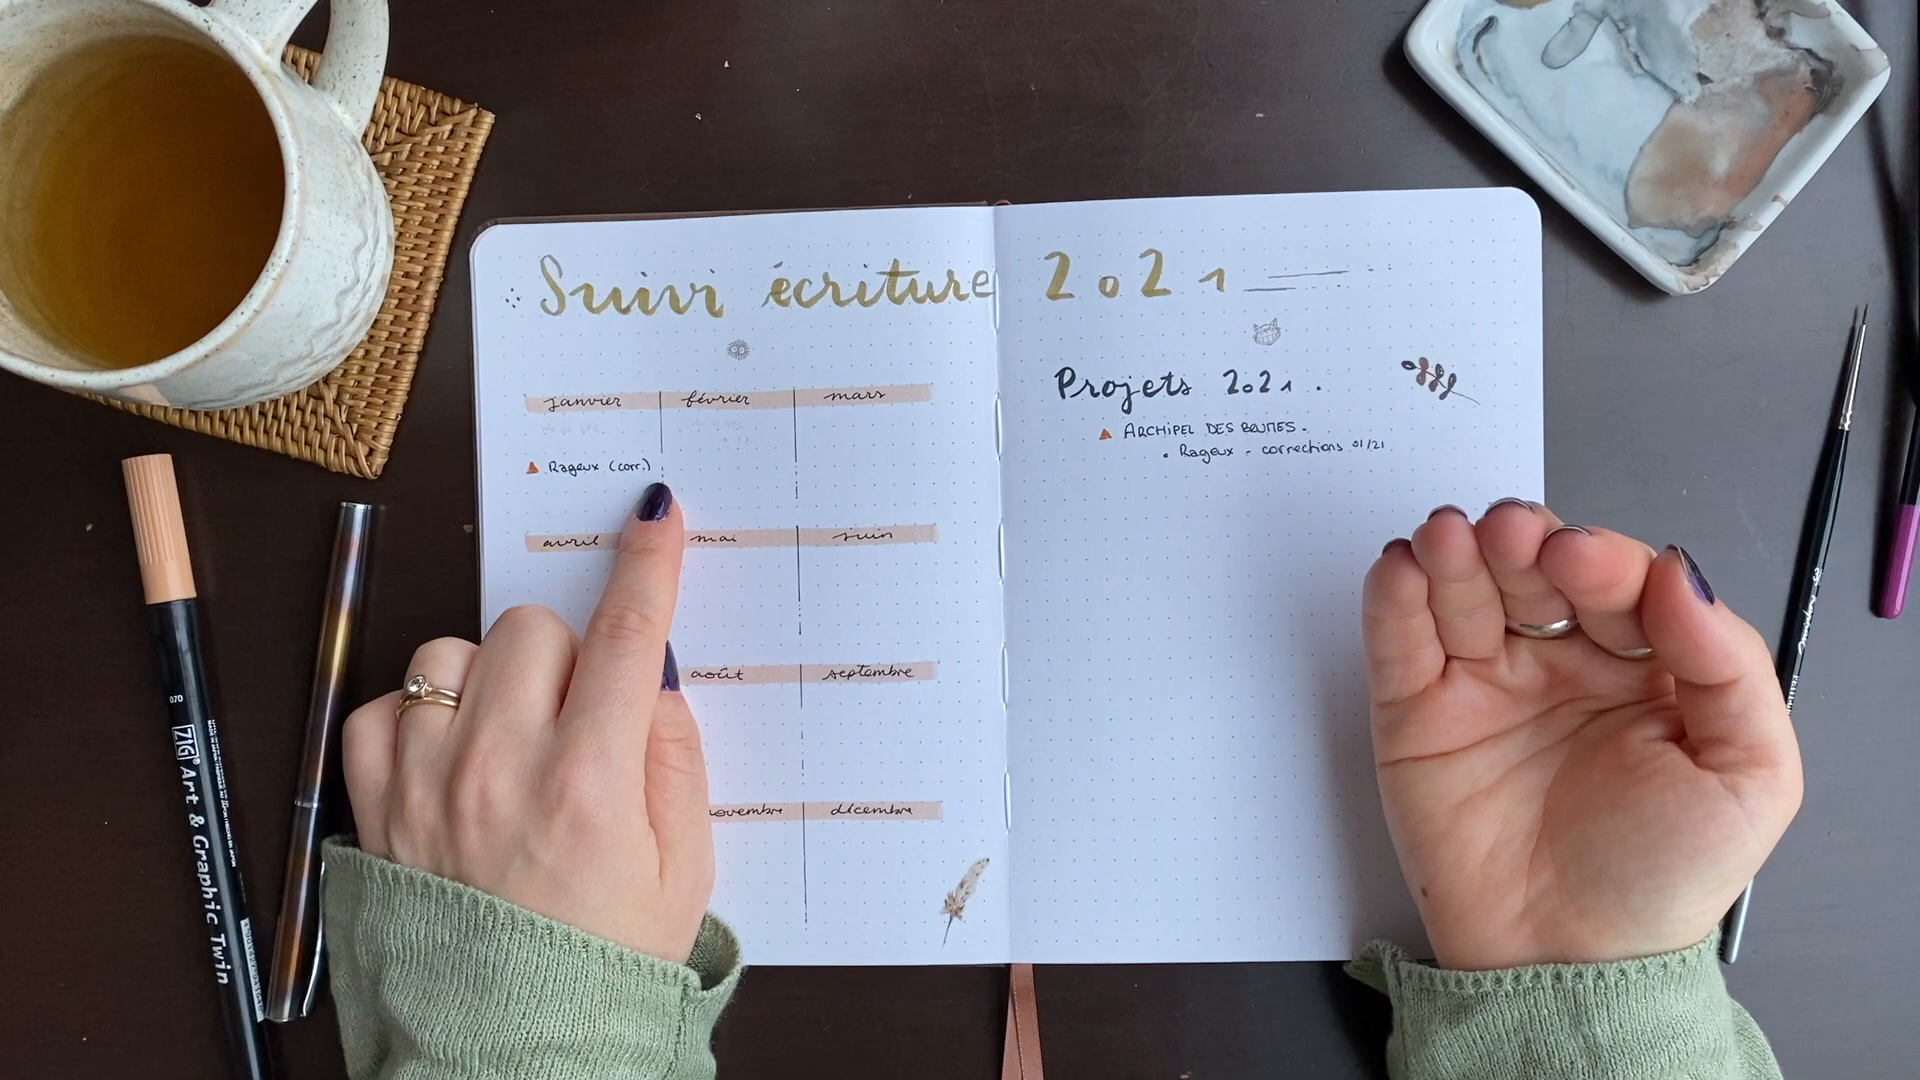 Suivi écriture 2021
janvier février mars
Rageux (corr.)
avril mai juin
août septembre
novembre décembre
Projets 2021.
ARCHIPEL DES BRUMES.
Rageux - corrections 01/21
070
ZIG® Art & Graphic Twin